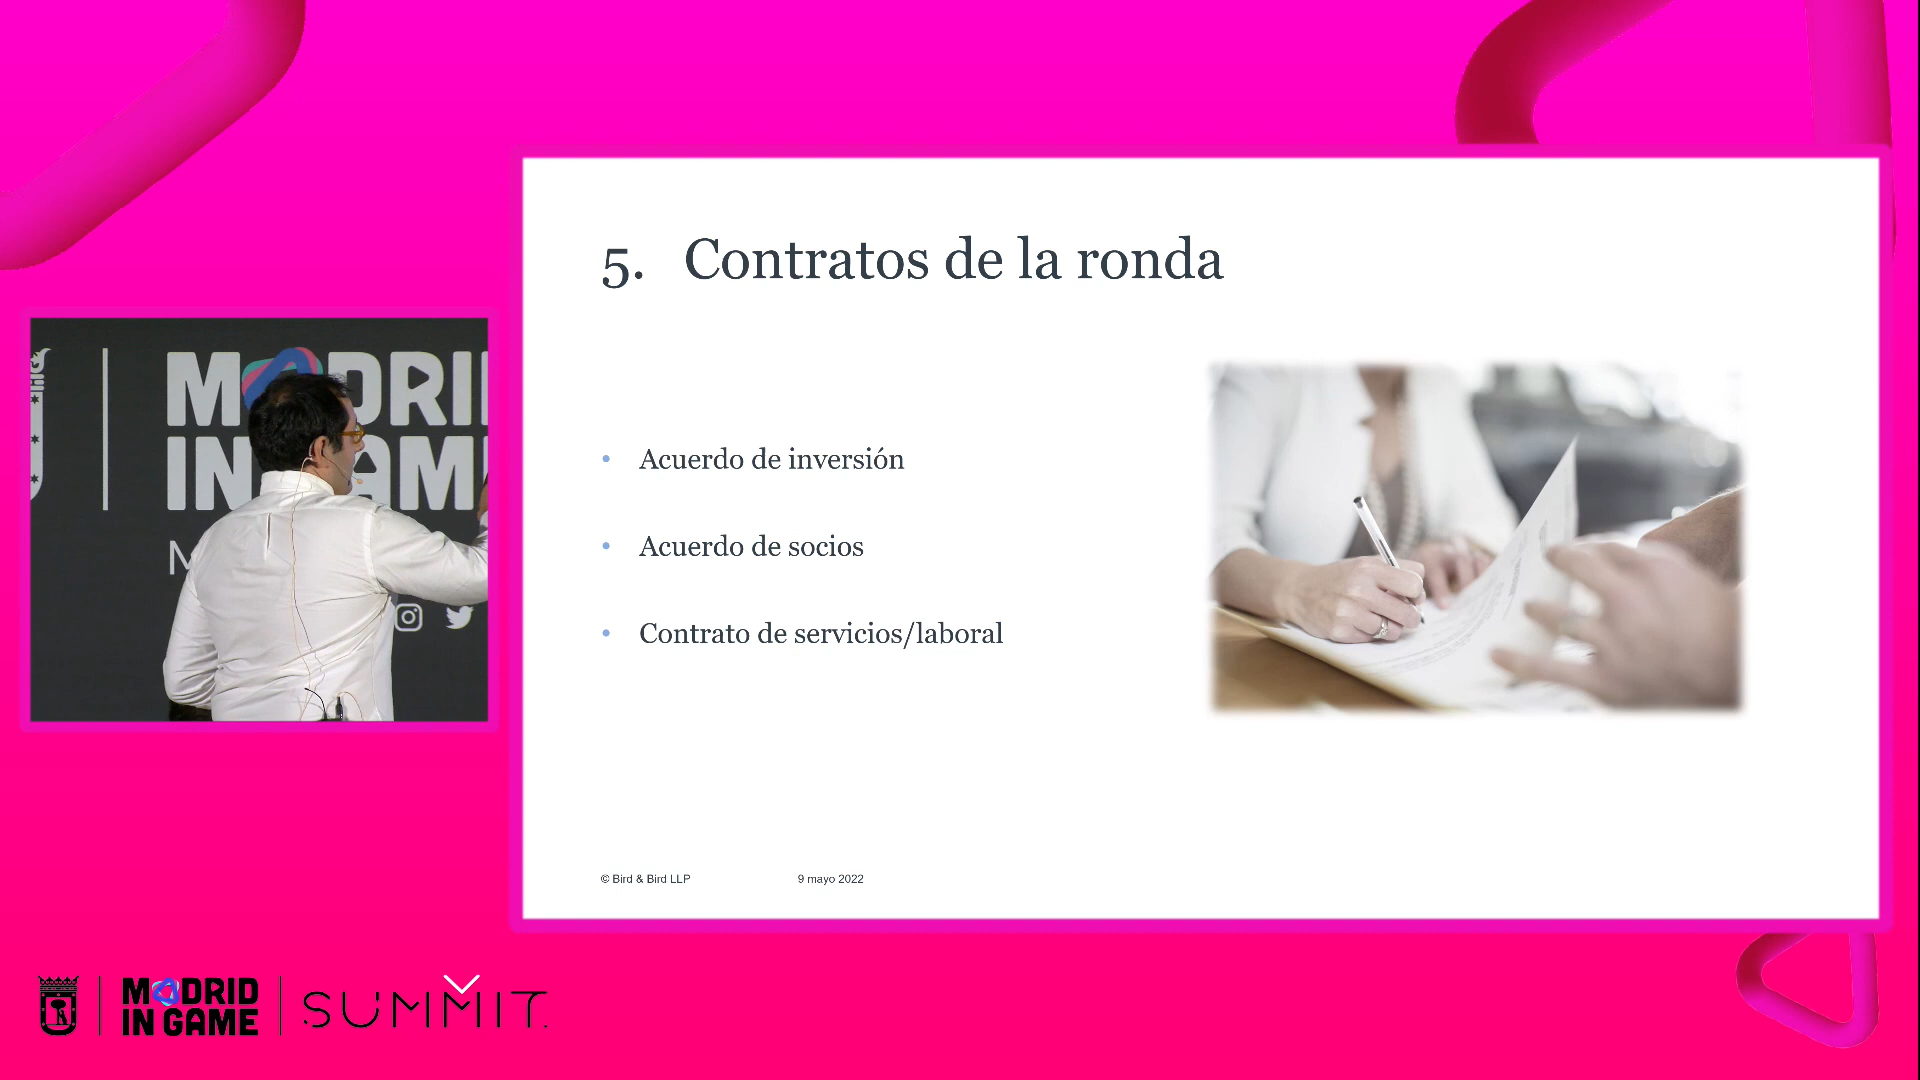 5. Contratos de la ronda
• Acuerdo de inversión
• Acuerdo de socios
• Contrato de servicios/laboral
© Bird & Bird LLP 9 mayo 2022
MADRID
IN GAME
SUMMIT.